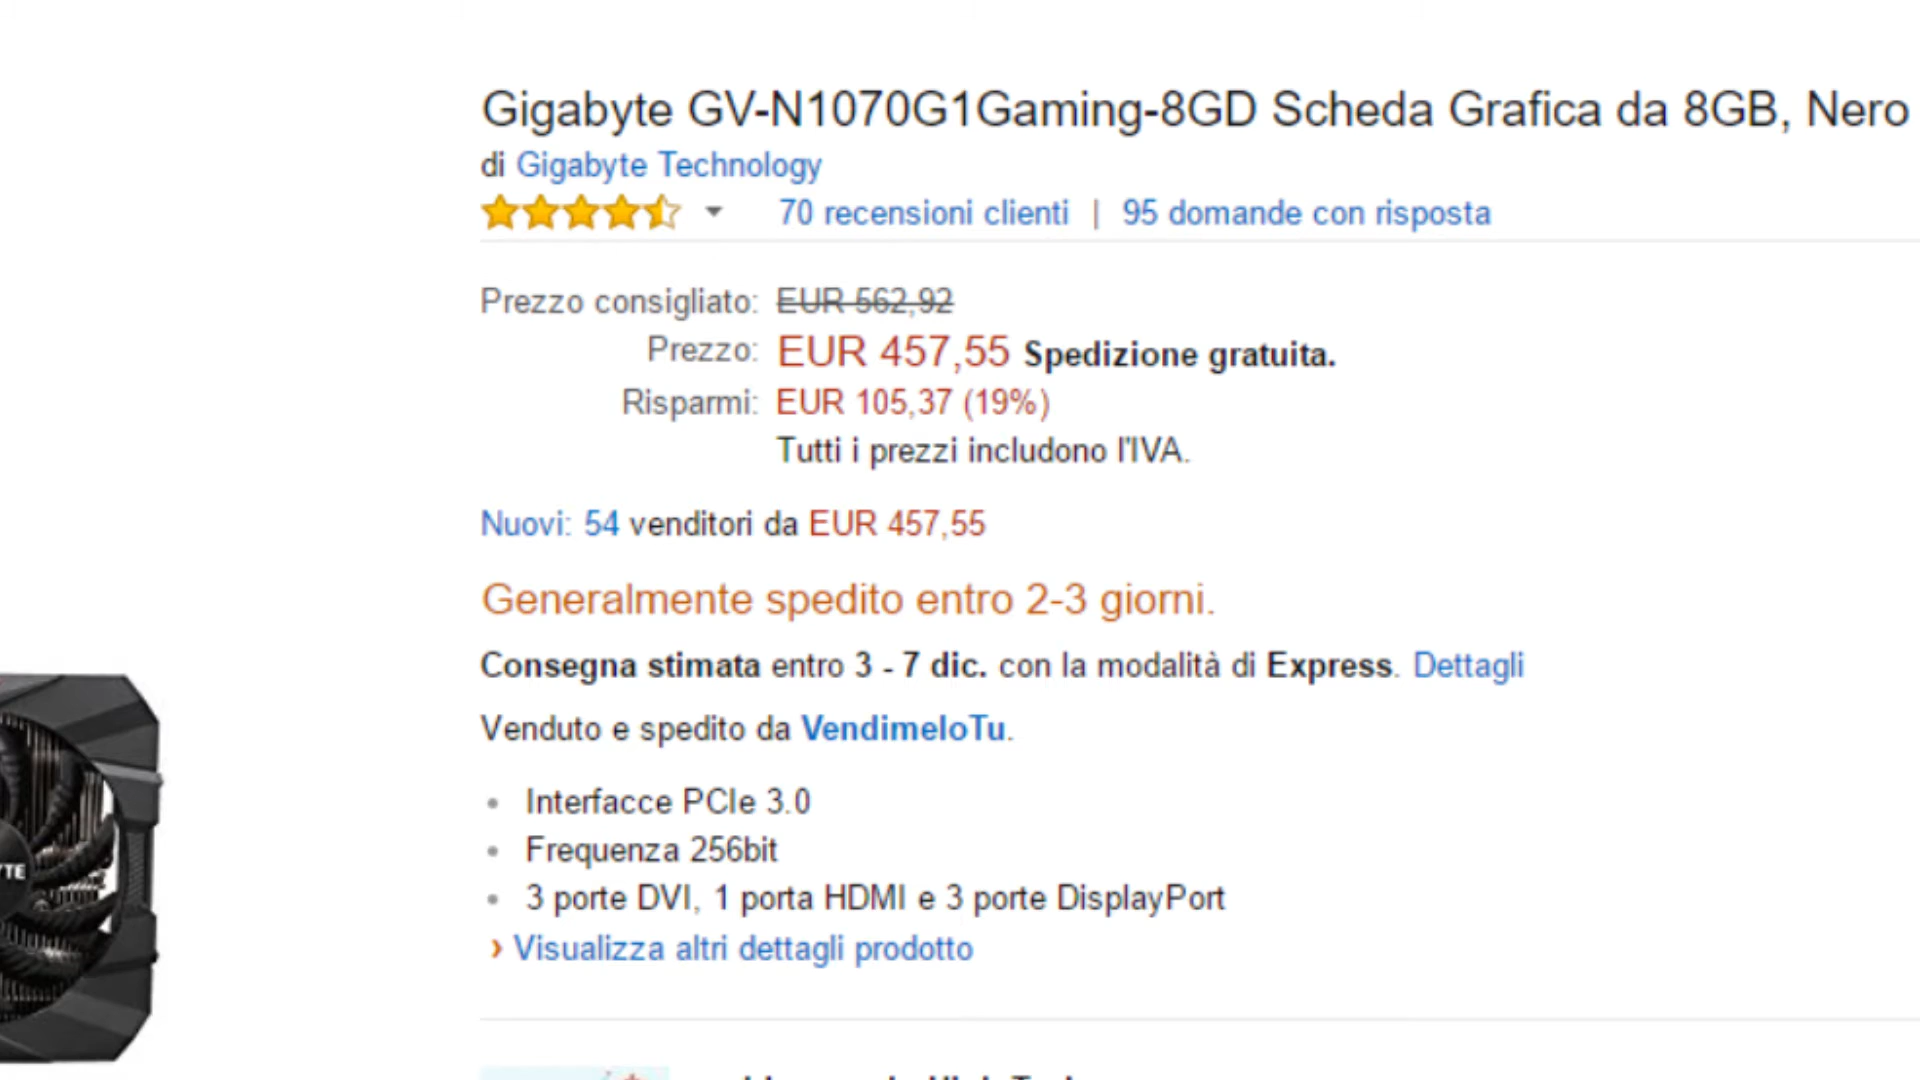 Gigabyte GV-N1070G1Gaming-8GD Scheda Grafica da 8GB, Nero
di Gigabyte Technology
70 recensioni clienti | 95 domande con risposta
Prezzo consigliato: EUR 562,92
Prezzo: EUR 457,55 Spedizione gratuita.
Risparmi: EUR 105,37 (19%)
Tutti i prezzi includono l'IVA.
Nuovi: 54 venditori da EUR 457,55
Generalmente spedito entro 2-3 giorni.
Consegna stimata entro 3 - 7 dic. con la modalità di Express. Dettagli
Venduto e spedito da VendimeloTu.
• Interfacce PCIe 3.0
• Frequenza 256bit
YTE
• 3 porte DVI, 1 porta HDMI e 3 porte DisplayPort
› Visualizza altri dettagli prodotto